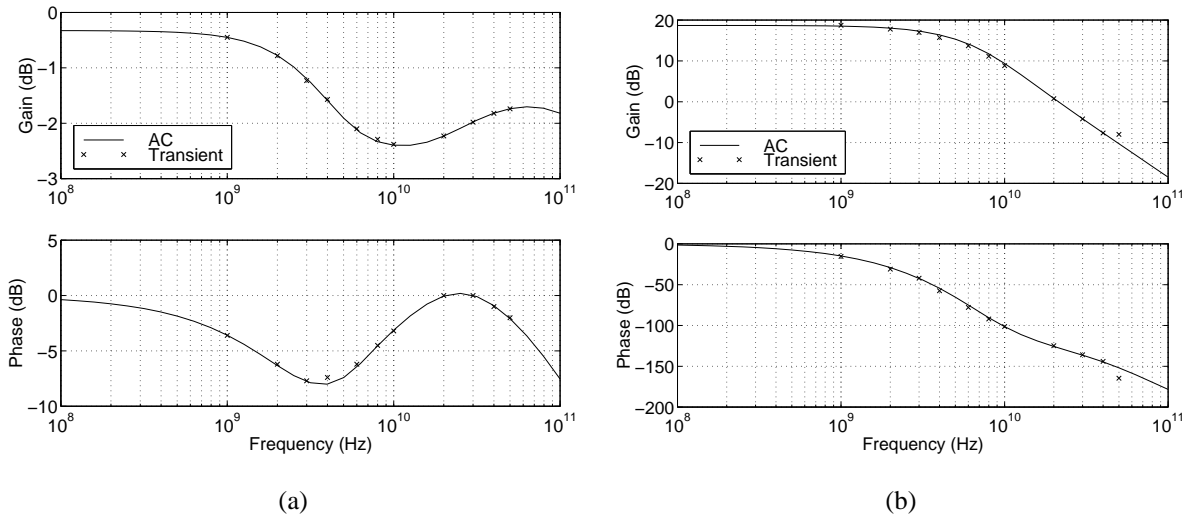 0
−1
−2
−3
Gain (dB)
AC
Transient
10^8
10^9
10^10
10^11
5
0
−5
−10
Phase (dB)
10^8
10^9
10^10
10^11
Frequency (Hz)
(a)
20
10
0
−10
−20
Gain (dB)
AC
Transient
10^8
10^9
10^10
10^11
0
−50
−100
−150
−200
Phase (dB)
10^8
10^9
10^10
10^11
Frequency (Hz)
(b)